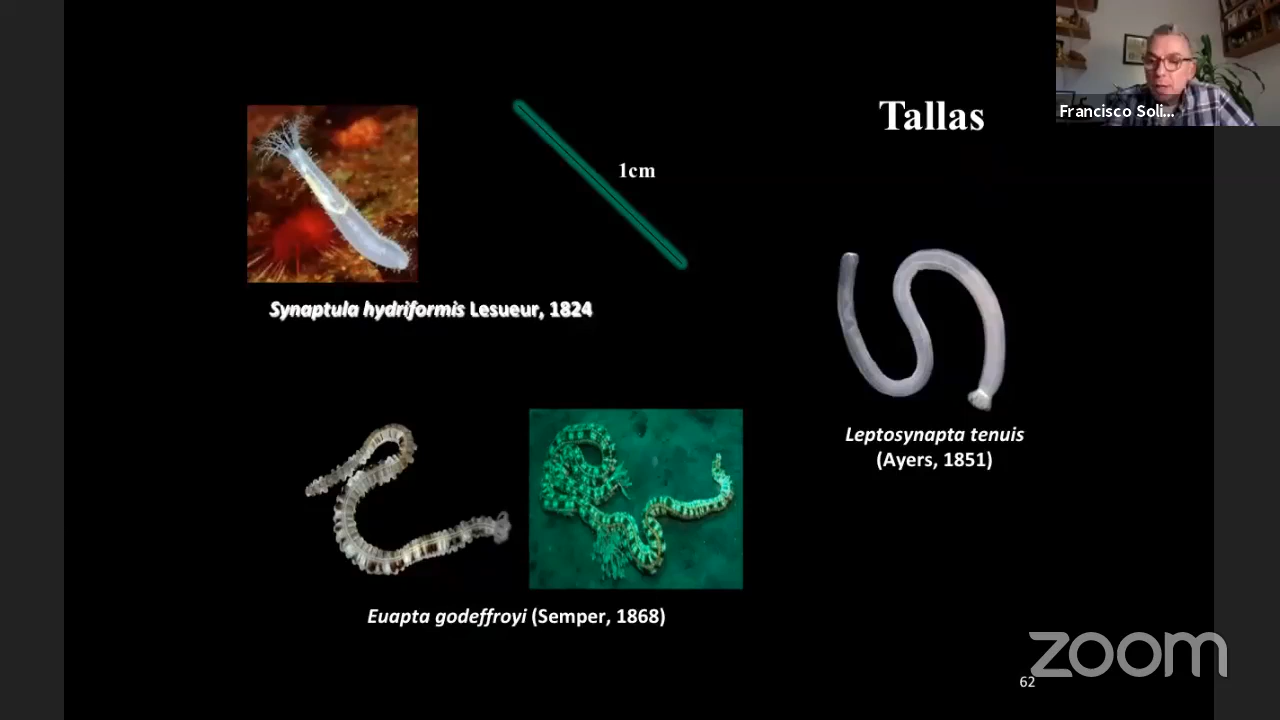 Francisco Soli...
Tallas
1cm
Synaptula hydriformis Lesueur, 1824
Leptosynapta tenuis
(Ayers, 1851)
Euapta godeffroyi (Semper, 1868)
zoom
62